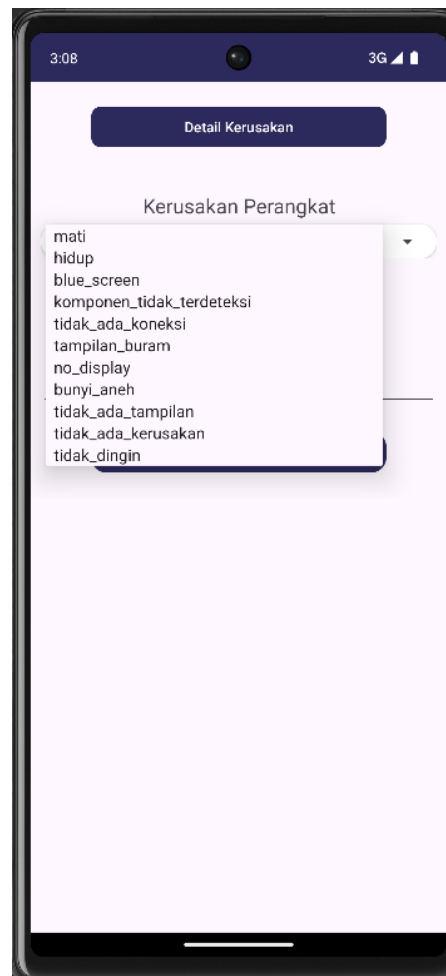 3:08
3G
Detail Kerusakan
Kerusakan Perangkat
mati
hidup
blue_screen
komponen_tidak_terdeteksi
tidak_ada_koneksi
tampilan_buram
no_display
bunyi_aneh
tidak_ada_tampilan
tidak_ada_kerusakan
tidak_dingin